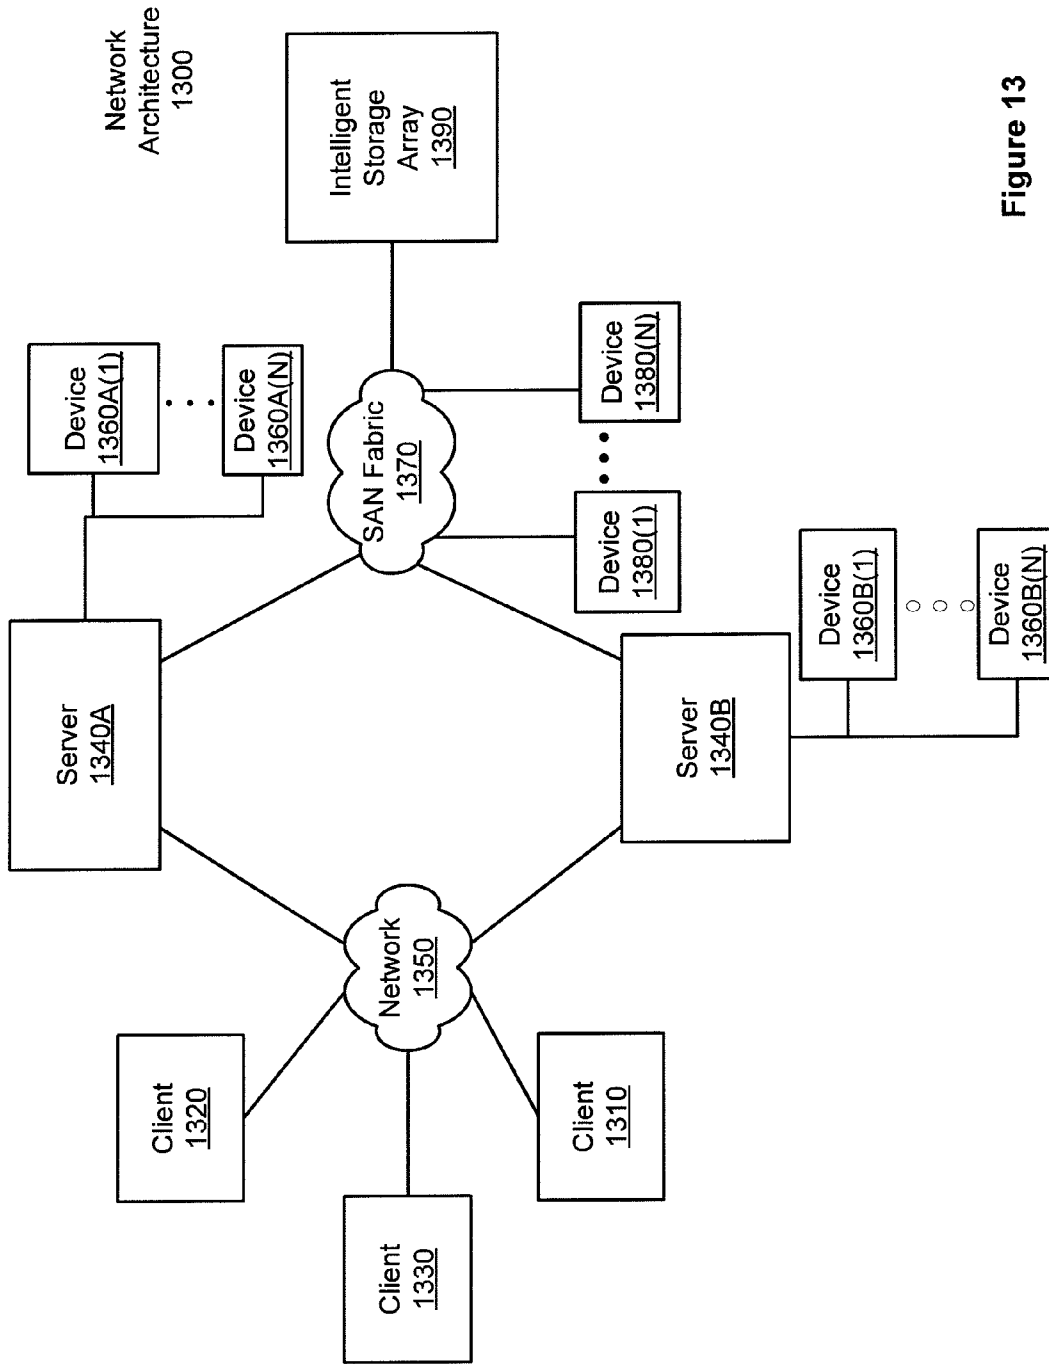 Network
Architecture
1300
Device
1360A(1)
Device
1360A(N)
Server
1340A
Intelligent
Storage
Array
1390
SAN Fabric
1370
Client
1320
Client
1330
Network
1350
Client
1310
Device
1380(1)
Device
1380(N)
Server
1340B
Device
1360B(1)
Device
1360B(N)
Figure 13